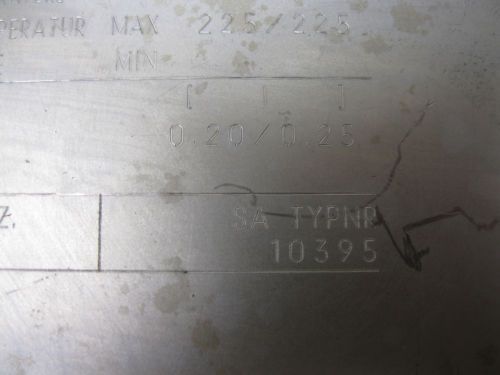 PERATUR MAX 225/225
MIN
[ I ]
0.20/0.25
Z. SA TYPNR
10395